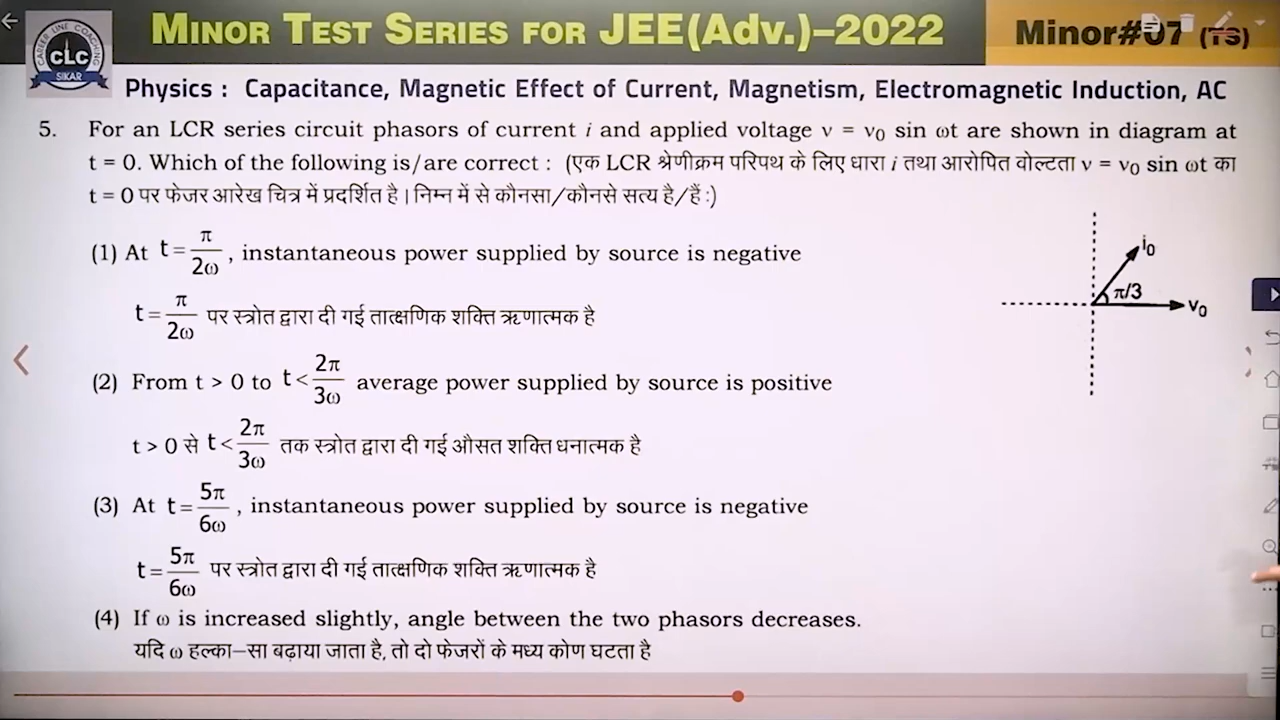 MINOR TEST SERIES FOR JEE(Adv.)–2022
Minor#07 (TS)
CAREER LINE COACHING
CLC
SIKAR
Physics : Capacitance, Magnetic Effect of Current, Magnetism, Electromagnetic Induction, AC
5. For an LCR series circuit phasors of current i and applied voltage v = v₀ sin ωt are shown in diagram at
t = 0. Which of the following is/are correct : (एक LCR श्रेणीक्रम परिपथ के लिए धारा i तथा आरोपित वोल्टता v = v₀ sin ωt का
t = 0 पर फेजर आरेख चित्र में प्रदर्शित है। निम्न में से कौनसा/कौनसे सत्य है/हैं:)
(1) At t = π/2ω , instantaneous power supplied by source is negative
t = π/2ω पर स्त्रोत द्वारा दी गई तात्क्षणिक शक्ति ऋणात्मक है
i₀
π/3
v₀
(2) From t > 0 to t < 2π/3ω average power supplied by source is positive
t > 0 से t < 2π/3ω तक स्त्रोत द्वारा दी गई औसत शक्ति धनात्मक है
(3) At t = 5π/6ω , instantaneous power supplied by source is negative
t = 5π/6ω पर स्त्रोत द्वारा दी गई तात्क्षणिक शक्ति ऋणात्मक है
(4) If ω is increased slightly, angle between the two phasors decreases.
यदि ω हल्का–सा बढ़ाया जाता है, तो दो फेजरों के मध्य कोण घटता है